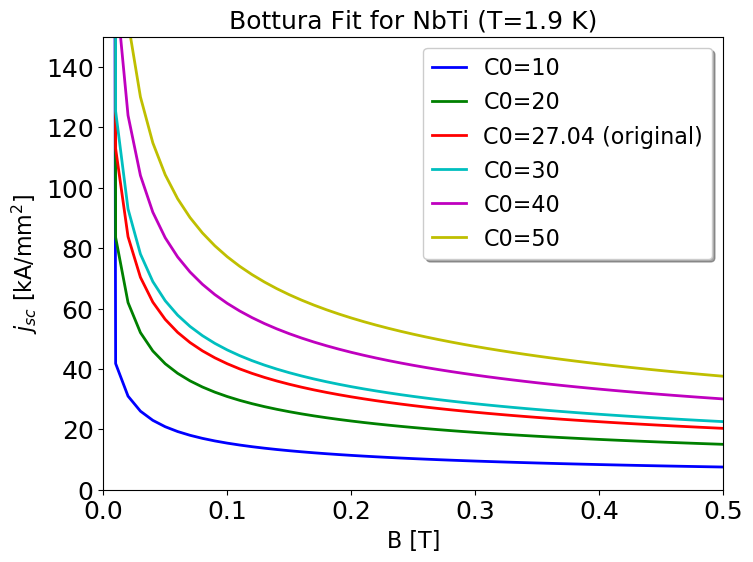 Bottura Fit for NbTi (T=1.9 K)
C0=10
C0=20
C0=27.04 (original)
C0=30
C0=40
C0=50
j_sc [kA/mm²]
140
120
100
80
60
40
20
0
0.0 0.1 0.2 0.3 0.4 0.5
B [T]